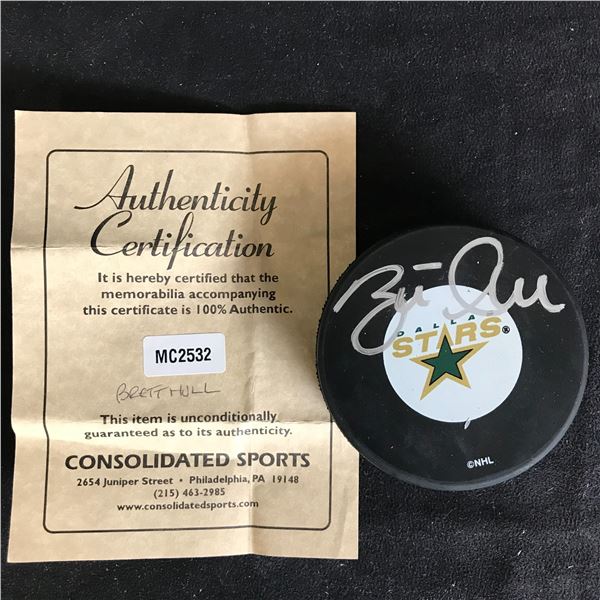 Authenticity
Certification
It is hereby certified that the
memorabilia accompanying
this certificate is 100% Authentic.
MC2532
BRETT HULL
This item is unconditionally
guaranteed as to its authenticity.
CONSOLIDATED SPORTS
2654 Juniper Street • Philadelphia, PA 19148
(215) 463-2985
www.consolidatedsports.com
DALLAS
STARS®
©NHL